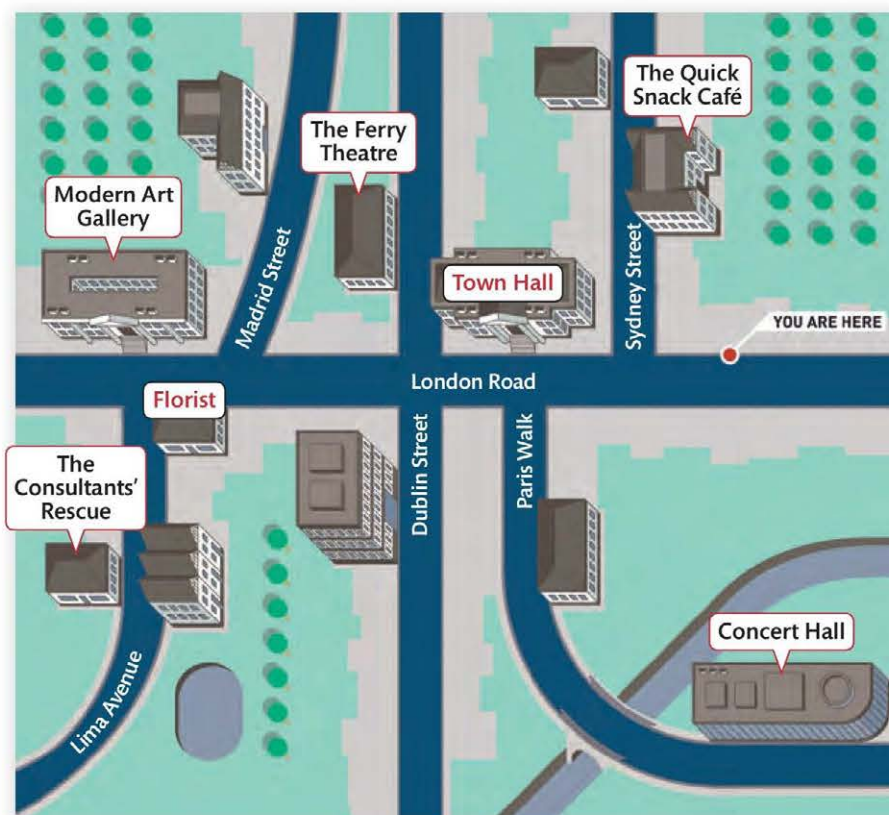 The Quick
Snack Café
The Ferry
Theatre
Modern Art
Gallery
Madrid Street
Town Hall
Sydney Street
YOU ARE HERE
London Road
Florist
The
Consultants'
Rescue
Dublin Street
Paris Walk
Concert Hall
Lima Avenue